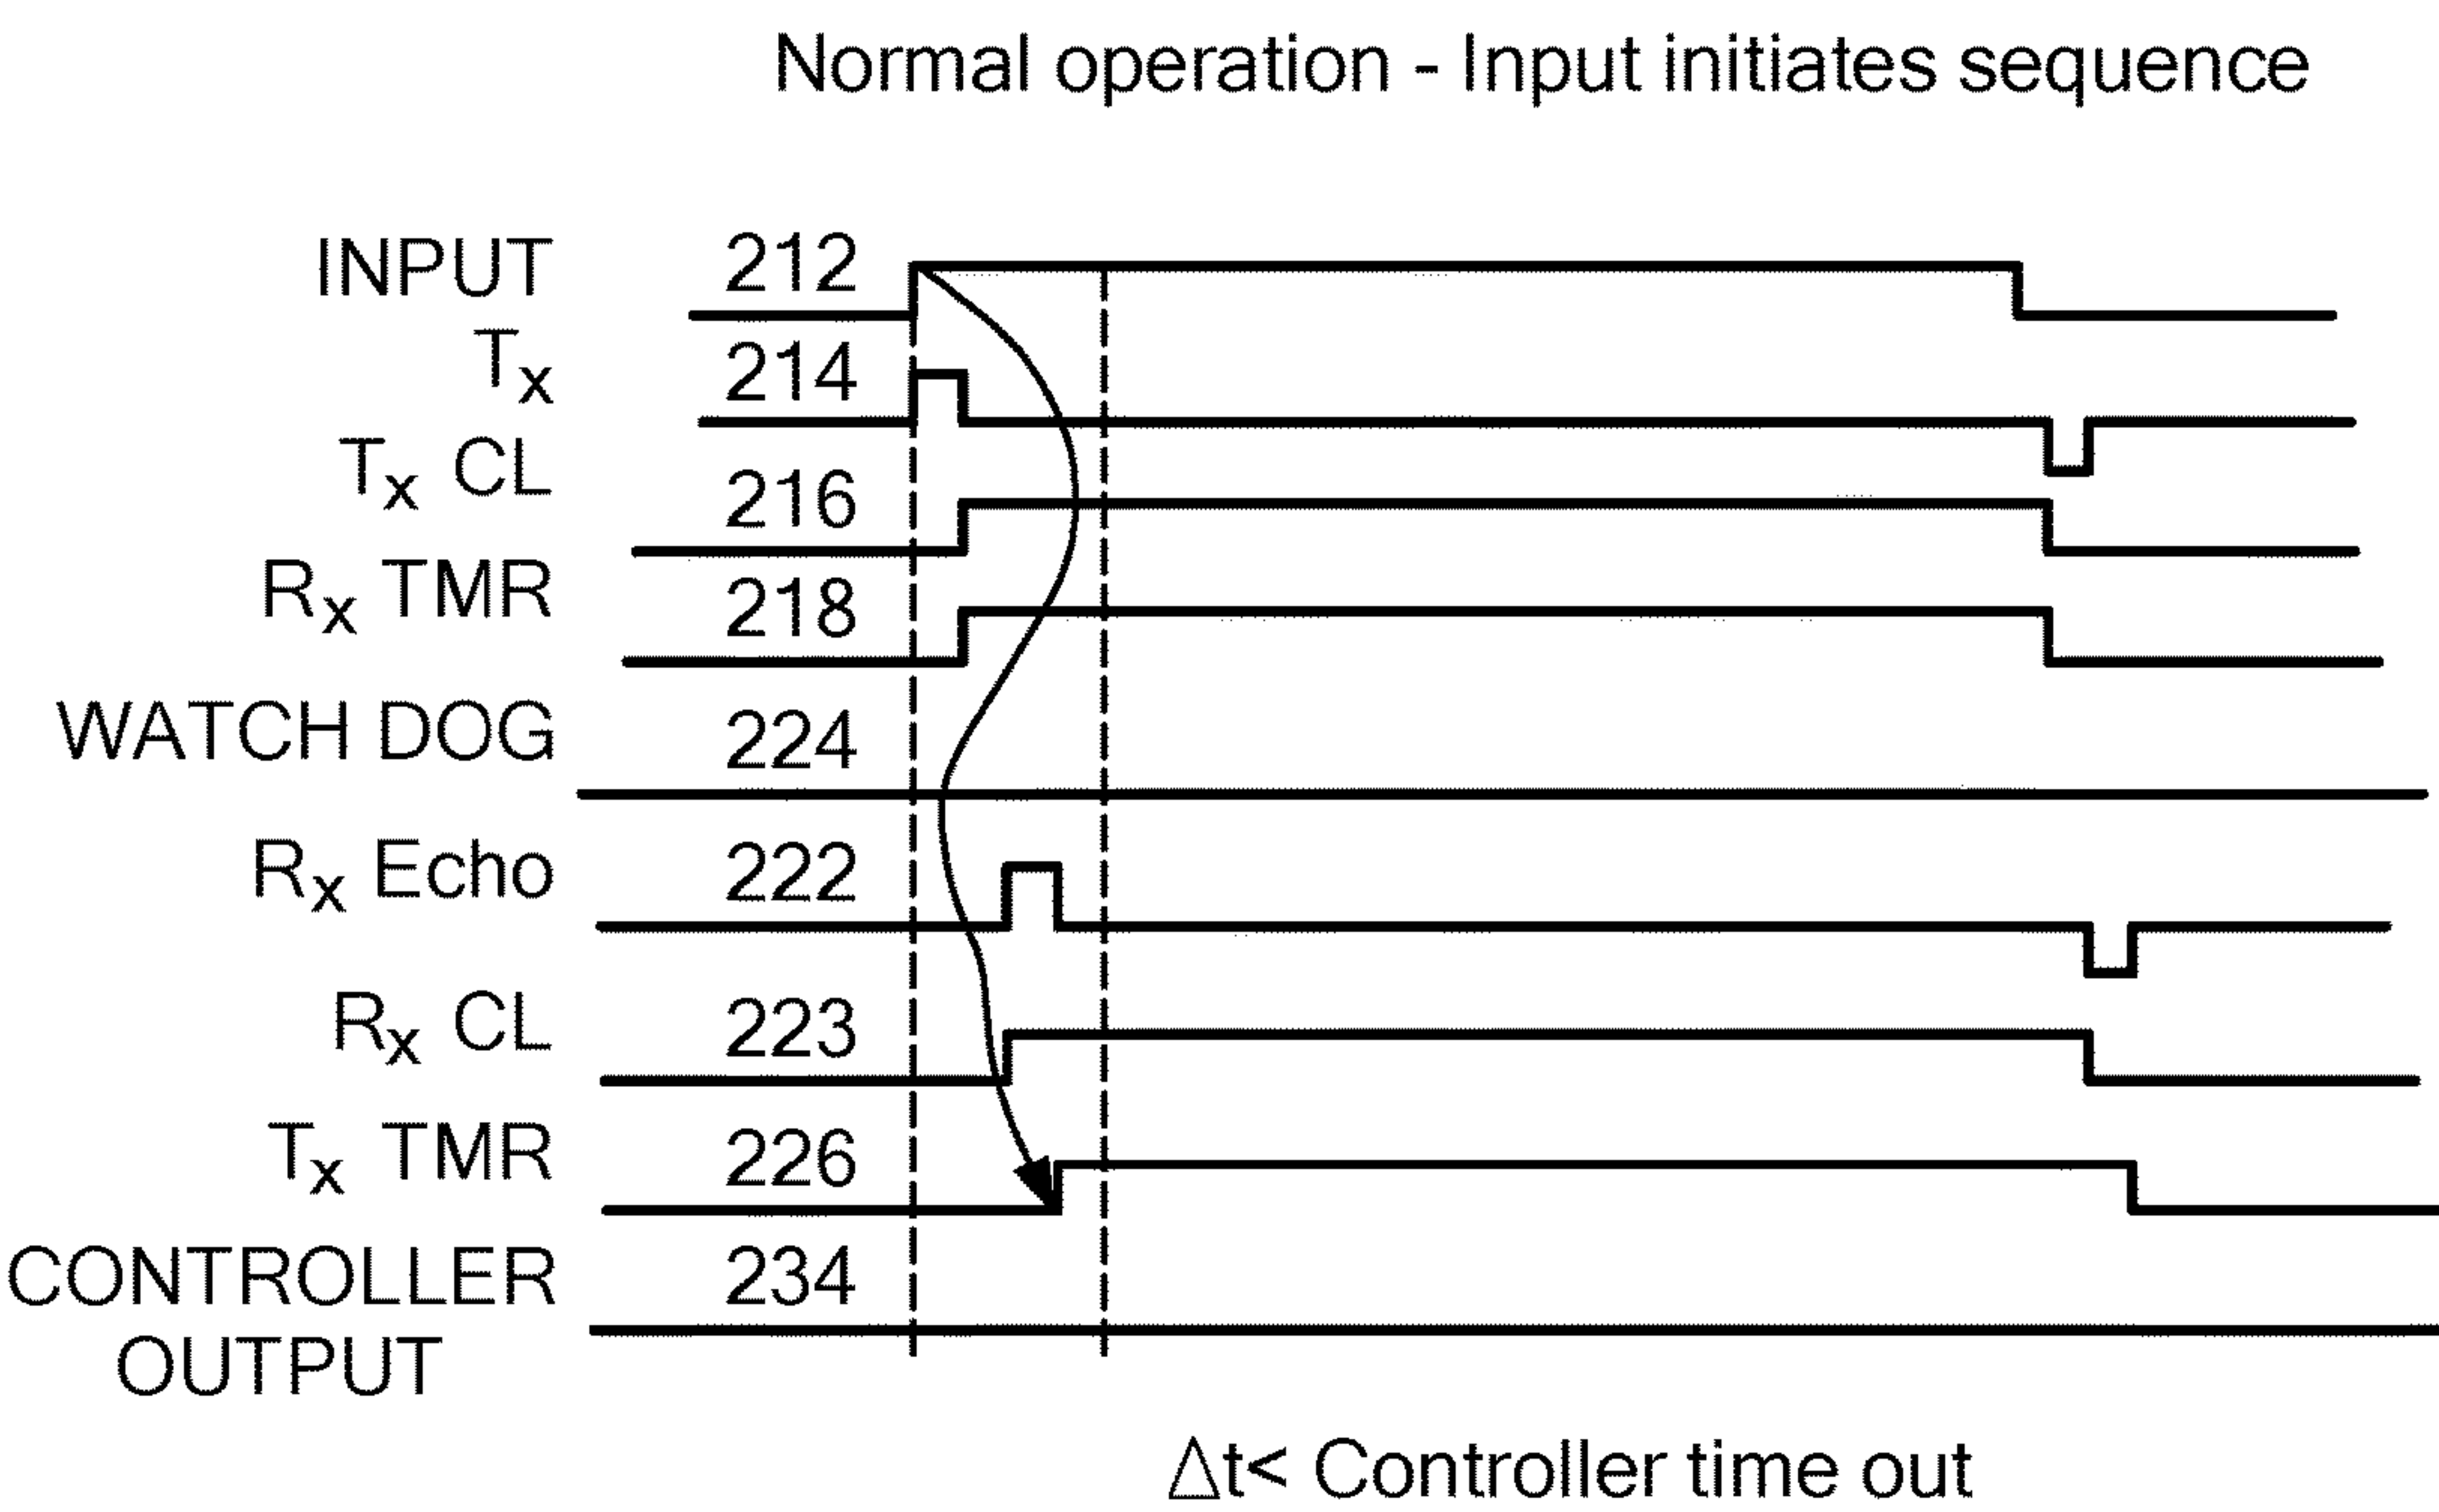 Normal operation - Input initiates sequence
INPUT 212
Tx 214
Tx CL 216
Rx TMR 218
WATCH DOG 224
Rx Echo 222
Rx CL 223
Tx TMR 226
CONTROLLER 234
OUTPUT
Δt< Controller time out